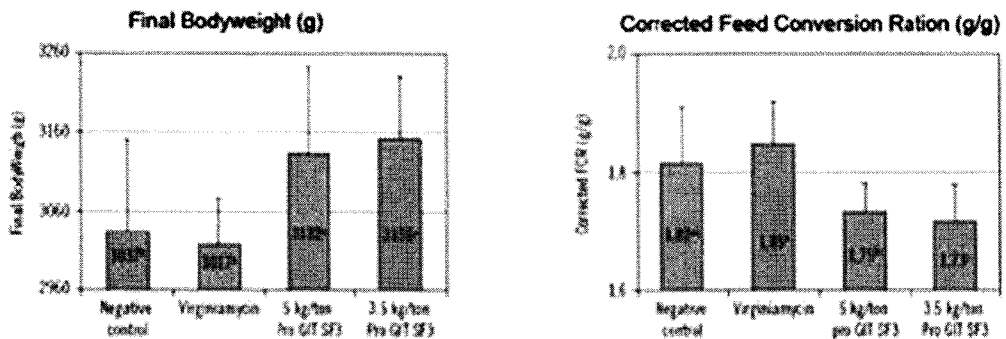 Final Bodyweight (g)
3260
3160
3060
2960
Final BodyWeigh (g)
3017ᵇ
Negative
control
Virginiamycin
5 kg/ton
Pro GIT SF3
3.5 kg/ton
Pro GIT SF3
Corrected Feed Conversion Ration (g/g)
2,0
1,8
1,6
Corrected FCR (g/g)
Negative
control
Virginiamycin
5 kg/ton
pro GIT SF3
3.5 kg/ton
Pro GIT SF3